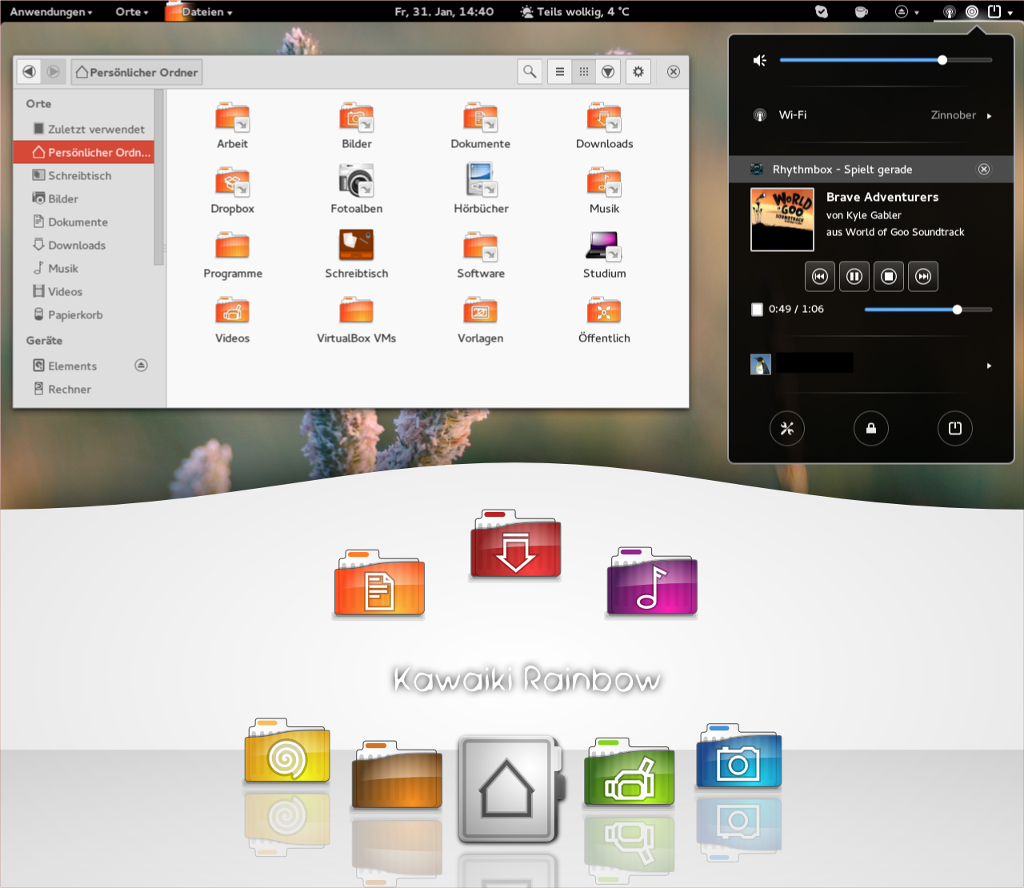 Anwendungen Orte Dateien Fr, 31. Jan, 14:40 Teils wolkig, 4 °C
Persönlicher Ordner
Orte
Zuletzt verwendet
Persönlicher Ordn...
Schreibtisch
Bilder
Dokumente
Downloads
Musik
Videos
Papierkorb
Geräte
Elements
Rechner
Arbeit Bilder Dokumente Downloads
Dropbox Fotoalben Hörbücher Musik
Programme Schreibtisch Software Studium
Videos VirtualBox VMs Vorlagen Öffentlich
Wi-Fi Zinnober
Rhythmbox - Spielt gerade
WORLD
of GOO
SOUNDTRACK
Brave Adventurers
von Kyle Gabler
aus World of Goo Soundtrack
0:49 / 1:06
Kawaiki Rainbow